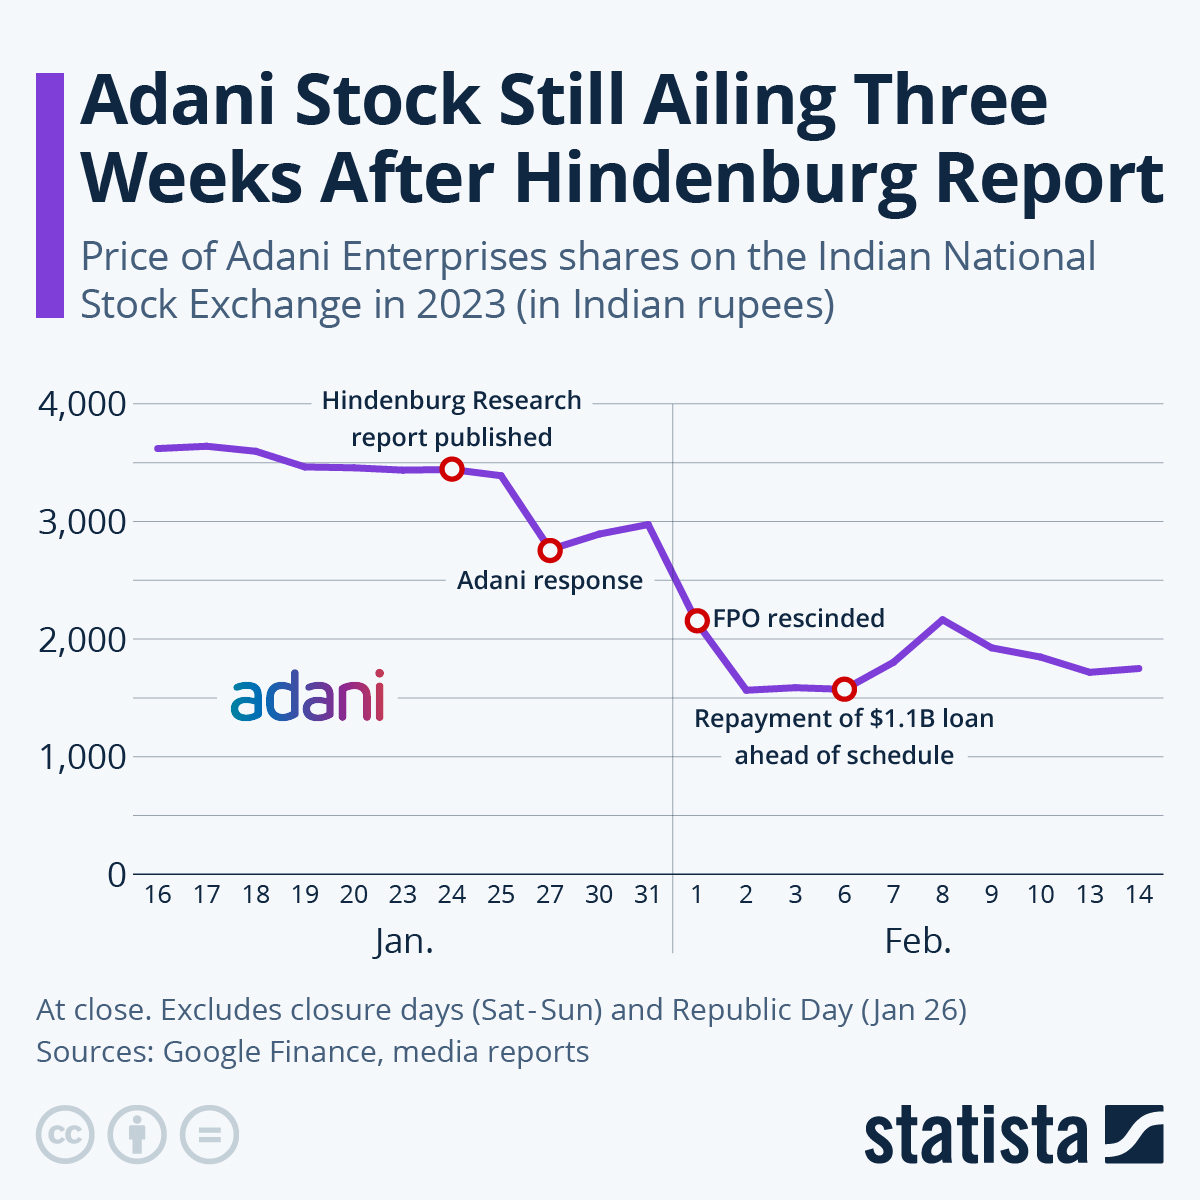 Adani Stock Still Ailing Three
Weeks After Hindenburg Report
Price of Adani Enterprises shares on the Indian National
Stock Exchange in 2023 (in Indian rupees)
4,000
Hindenburg Research
report published
3,000
Adani response
FPO rescinded
2,000
adani
Repayment of $1.1B loan
ahead of schedule
1,000
0
16 17 18 19 20 23 24 25 27 30 31 1 2 3 6 7 8 9 10 13 14
Jan. Feb.
At close. Excludes closure days (Sat-Sun) and Republic Day (Jan 26)
Sources: Google Finance, media reports
cc statista